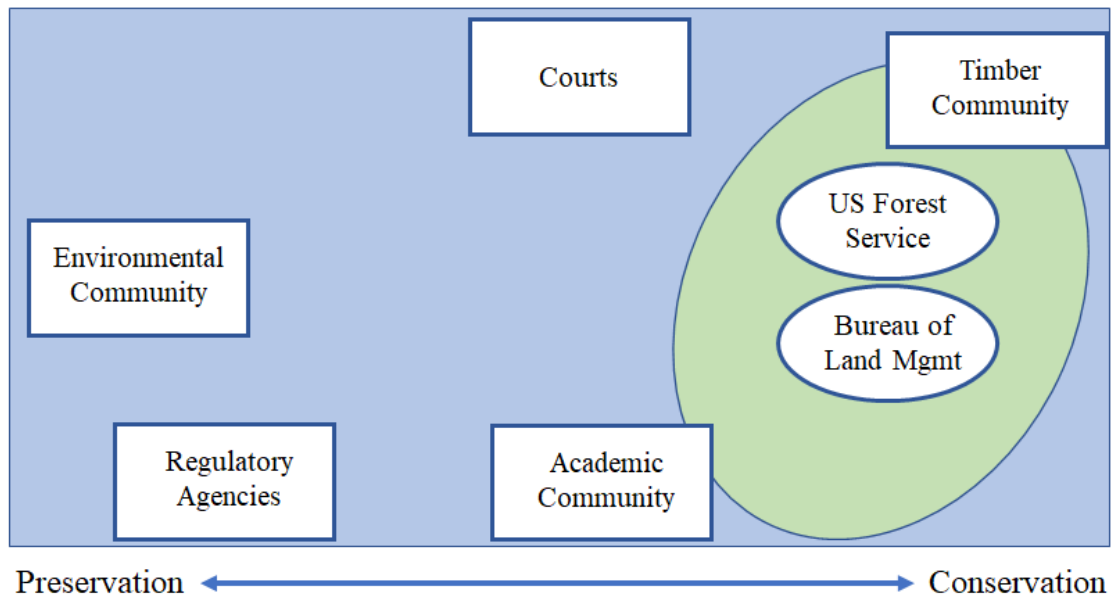 Courts
Timber
Community
US Forest
Service
Environmental
Community
Bureau of
Land Mgmt
Regulatory
Agencies
Academic
Community
Preservation
Conservation